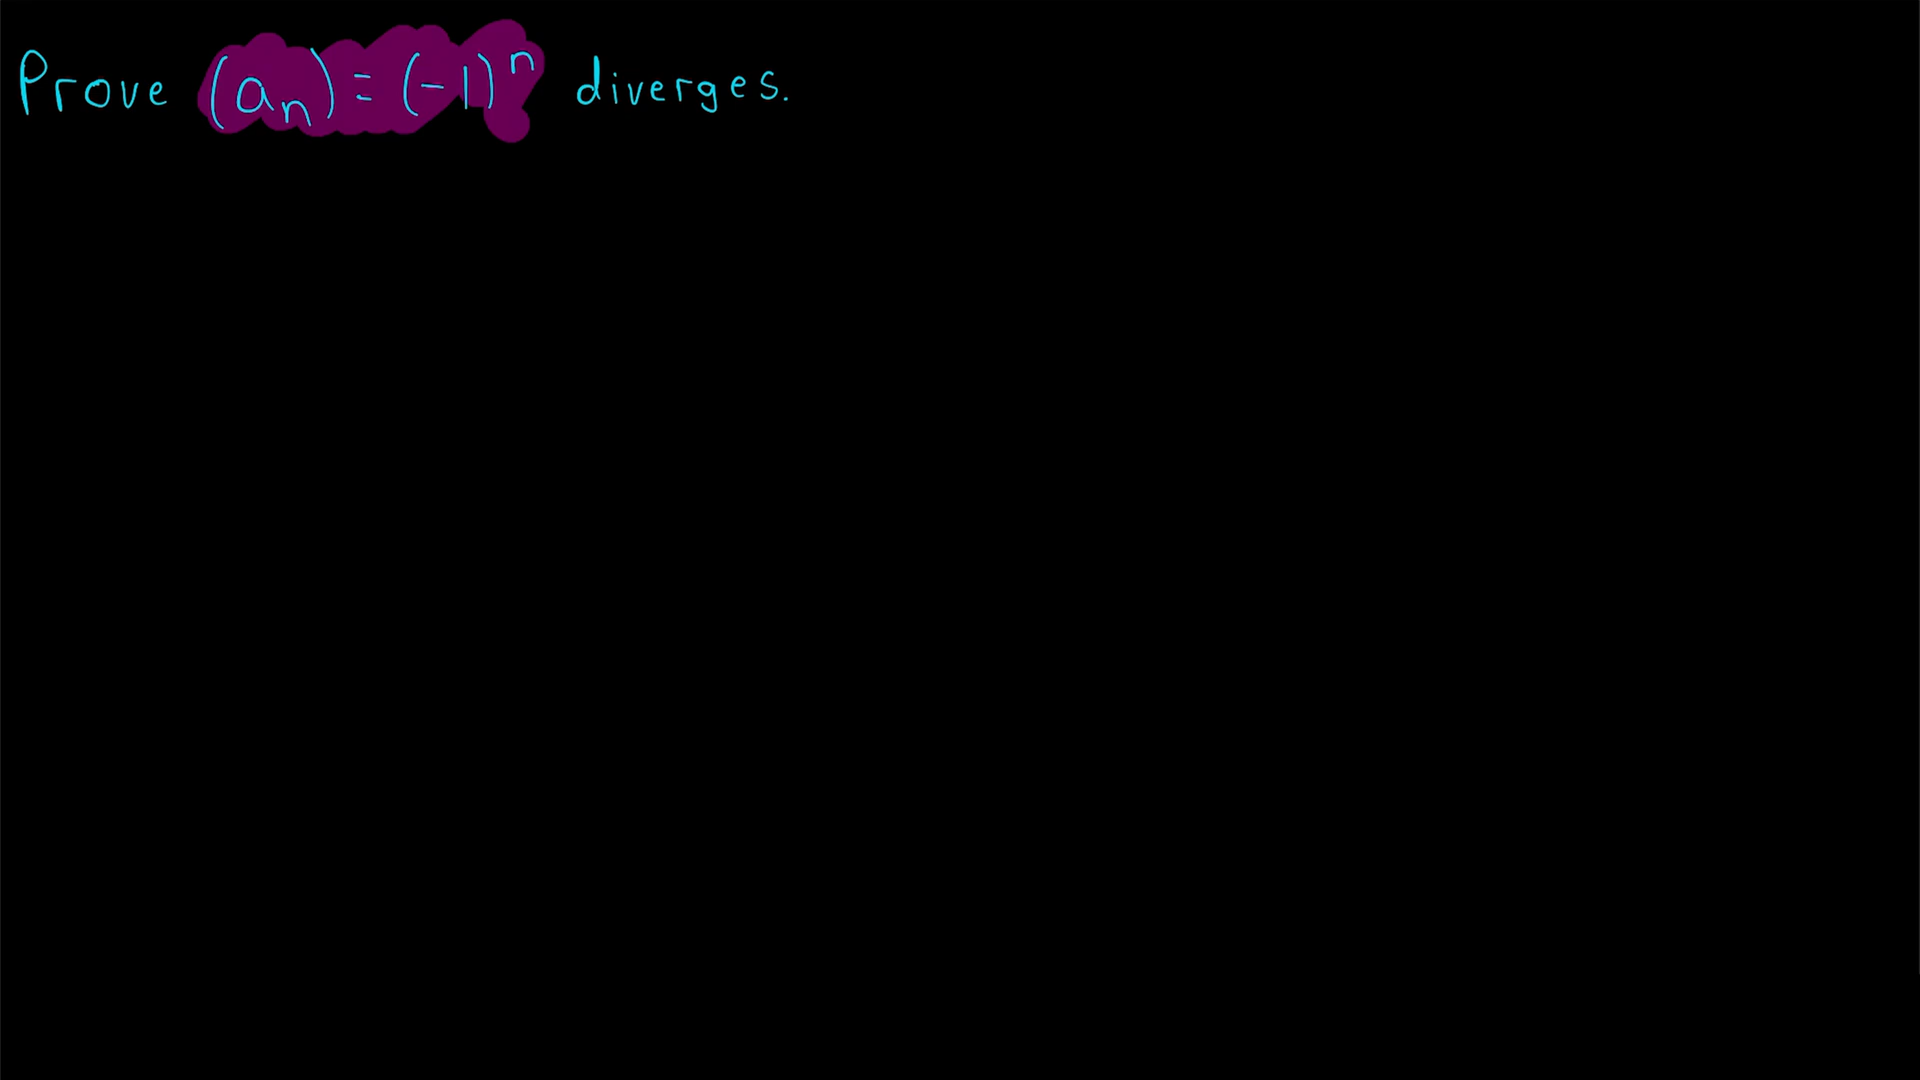 Prove (aₙ) = (-1)ⁿ diverges.